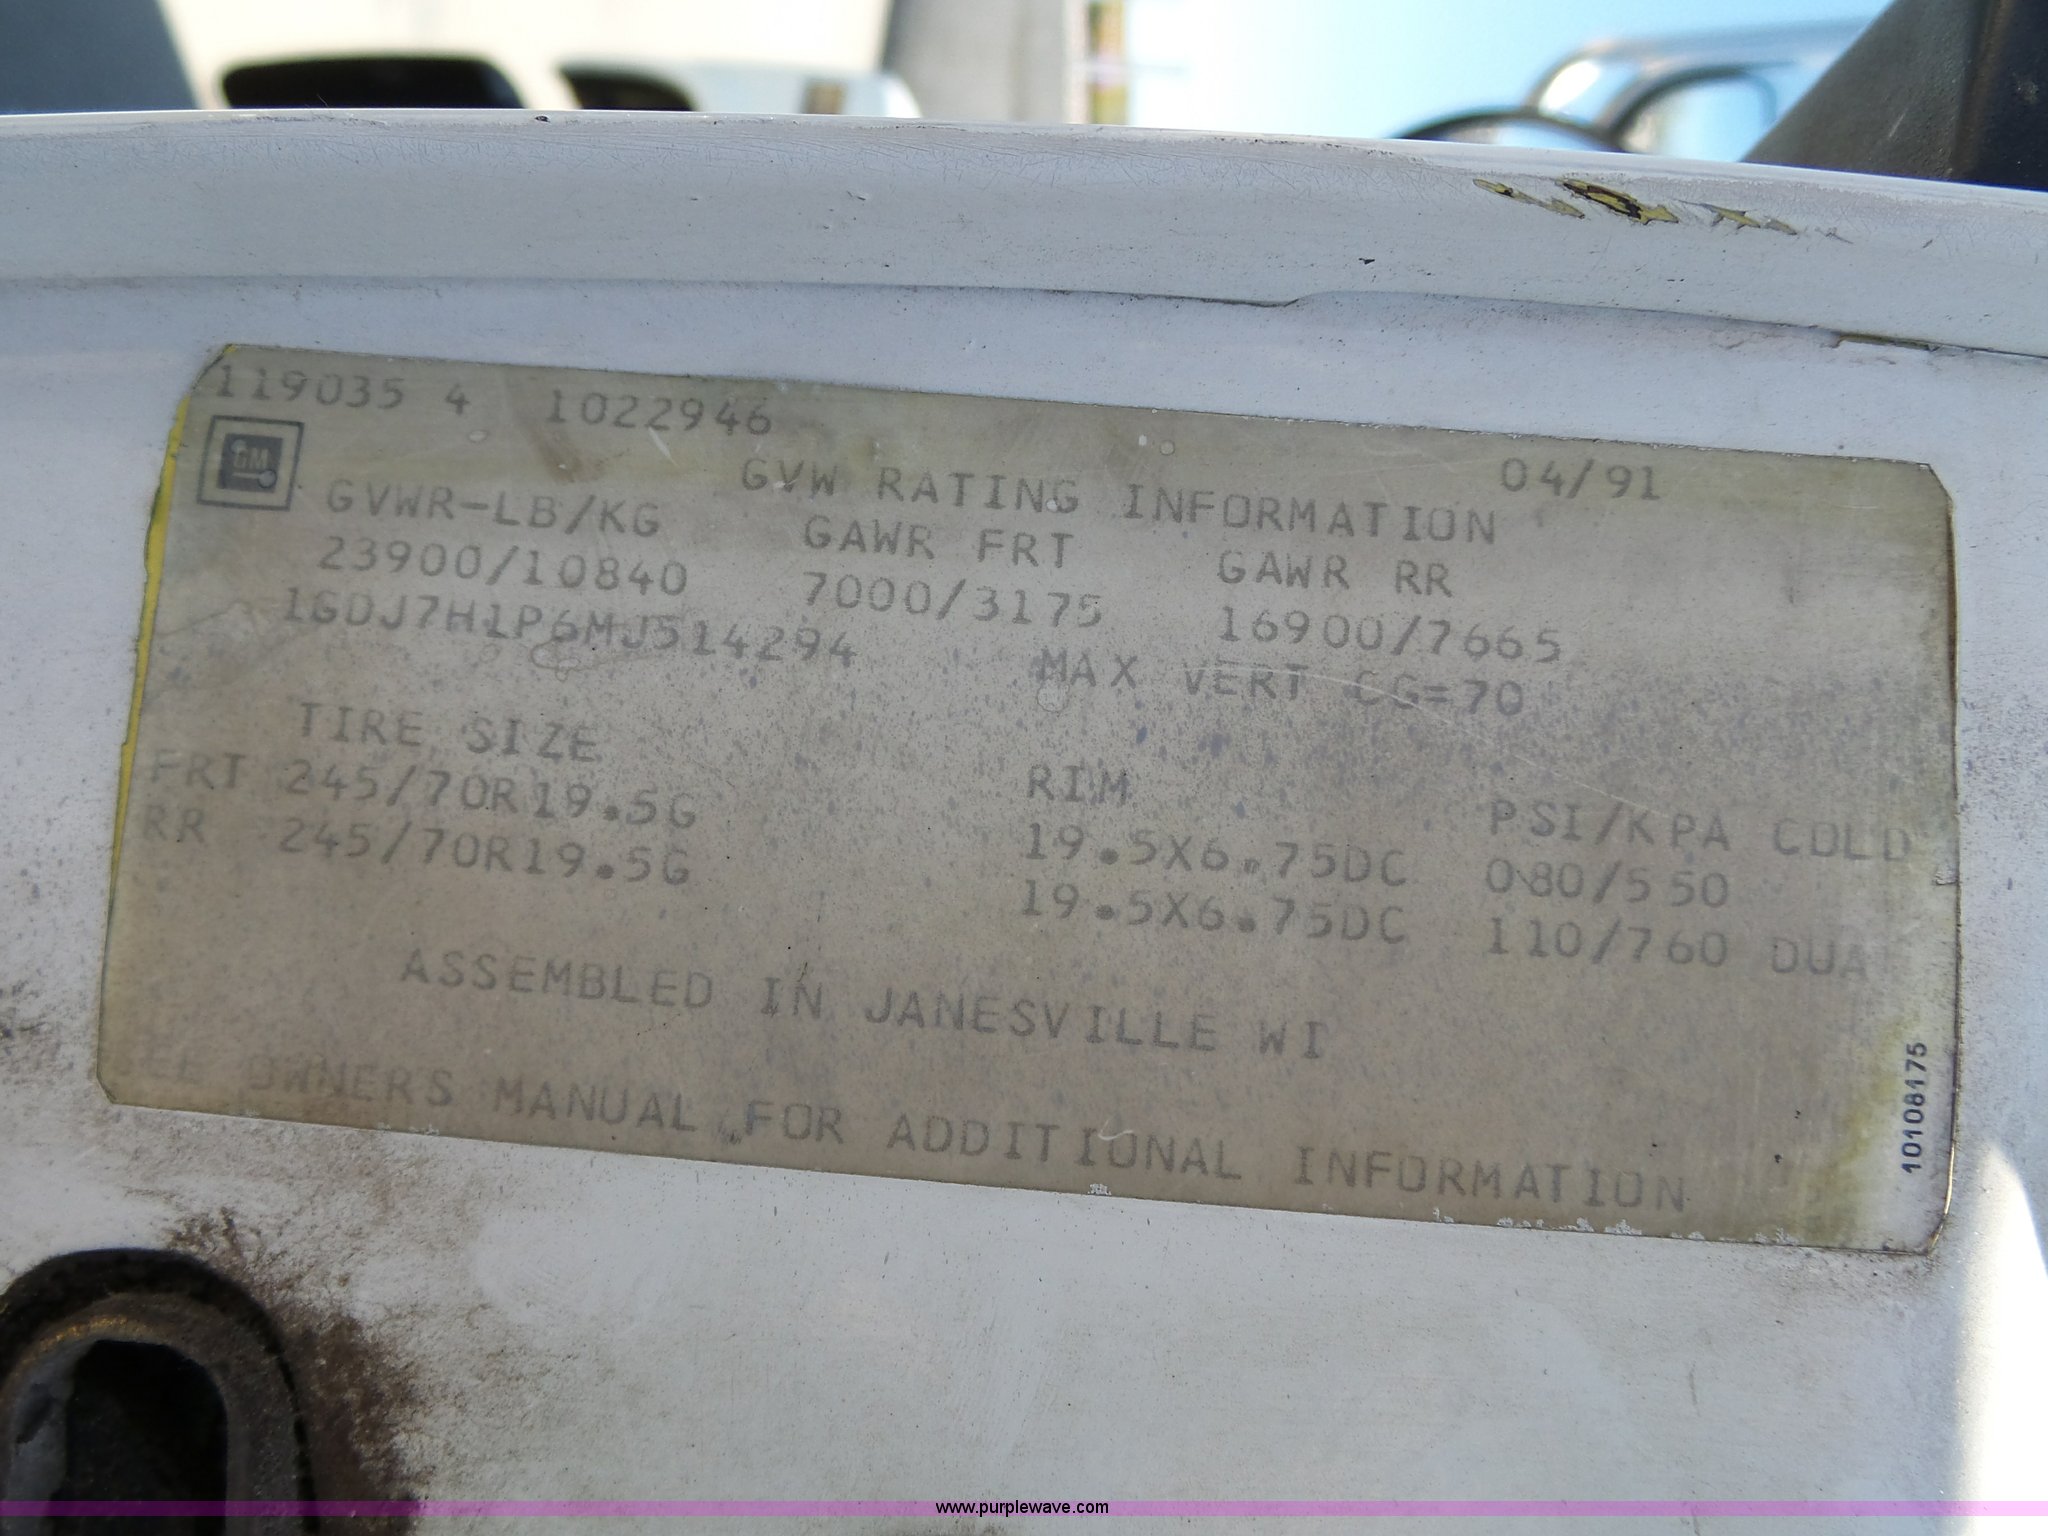 119035 4 1022946
04/91
GM
GVW RATING INFORMATION
GVWR-LB/KG GAWR FRT GAWR RR
23900/10840 7000/3175 16900/7665
1GDJ7H1P6MJ514294 MAX VERT CG=70
TIRE SIZE RIM PSI/KPA COLD
FRT 245/70R19.5G 19.5X6.75DC 080/550
RR 245/70R19.5G 19.5X6.75DC 110/760 DUA
ASSEMBLED IN JANESVILLE WI
SEE OWNERS MANUAL FOR ADDITIONAL INFORMATION
10108175
www.purplewave.com